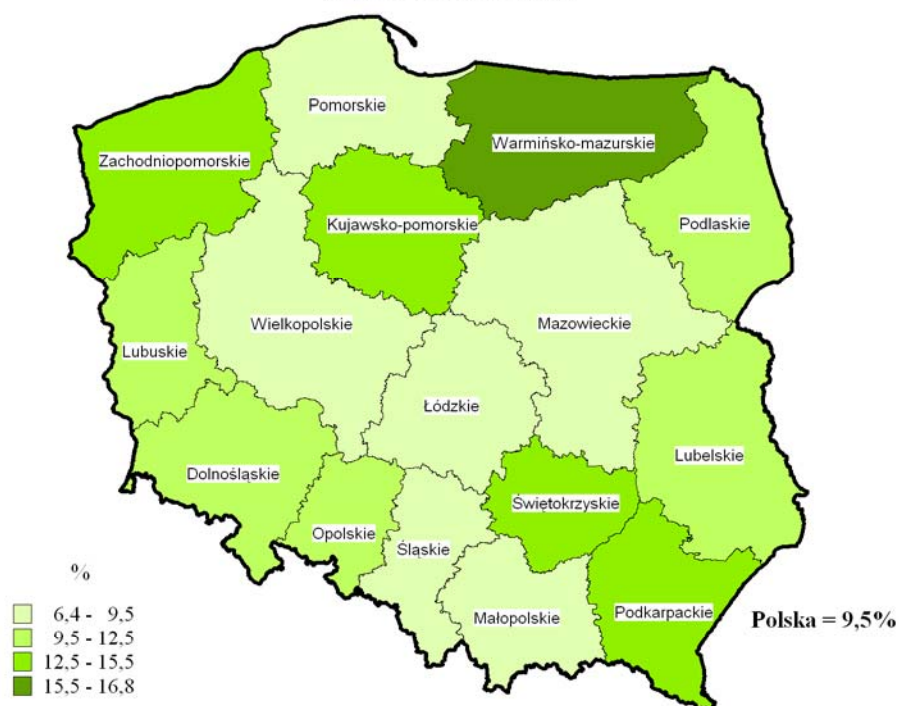 Pomorskie
Warmińsko-mazurskie
Zachodniopomorskie
Kujawsko-pomorskie
Podlaskie
Wielkopolskie
Mazowieckie
Lubuskie
Łódzkie
Lubelskie
Dolnośląskie
Świętokrzyskie
Opolskie
Śląskie
Małopolskie
Podkarpackie
%
6,4 - 9,5
9,5 - 12,5
12,5 - 15,5
15,5 - 16,8
Polska = 9,5%